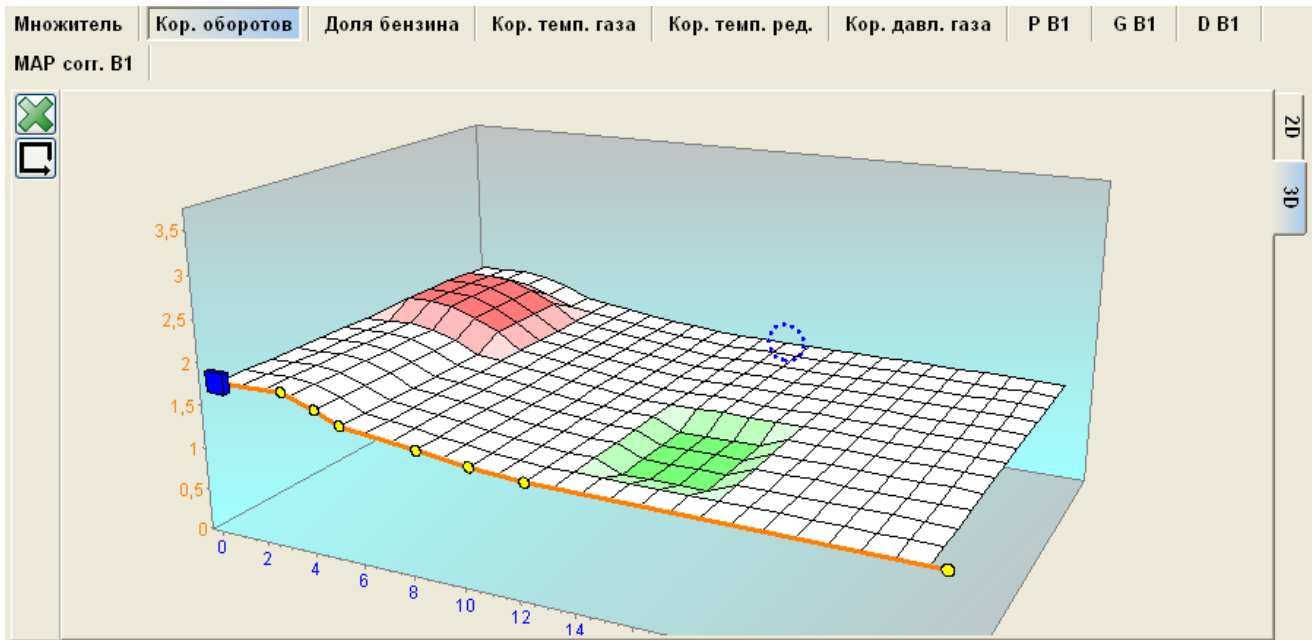 Множитель Кор. оборотов Доля бензина Кор. темп. газа Кор. темп. ред. Кор. давл. газа P B1 G B1 D B1
MAP corr. B1
2D
3D
3,5
3
2,5
2
1,5
1
0,5
0
0 2 4 6 8 10 12 14